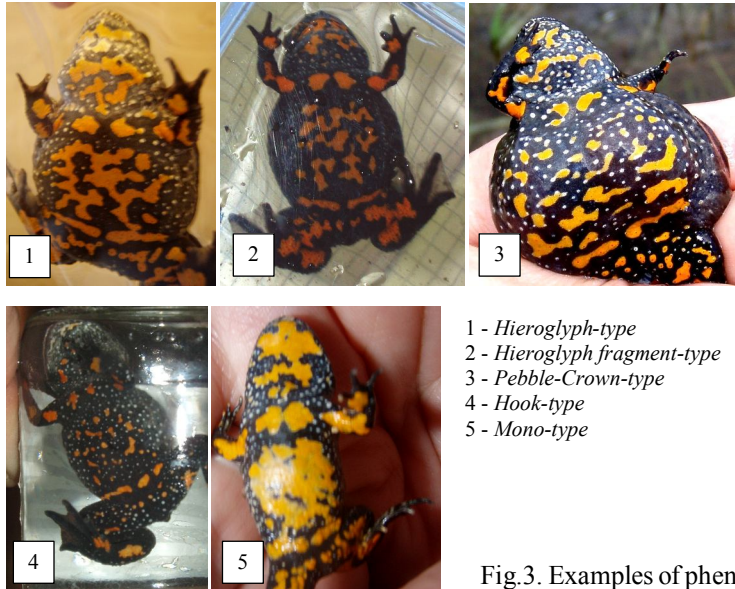 1
2
3
4
5
1 - Hieroglyph-type
2 - Hieroglyph fragment-type
3 - Pebble-Crown-type
4 - Hook-type
5 - Mono-type
Fig.3. Examples of phen